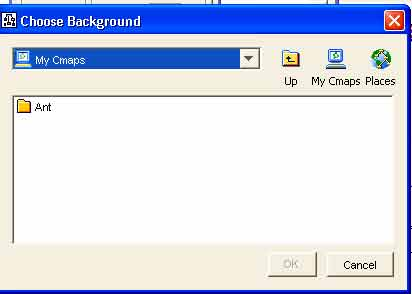 Choose Background
My Cmaps
Up My Cmaps Places
Ant
OK Cancel